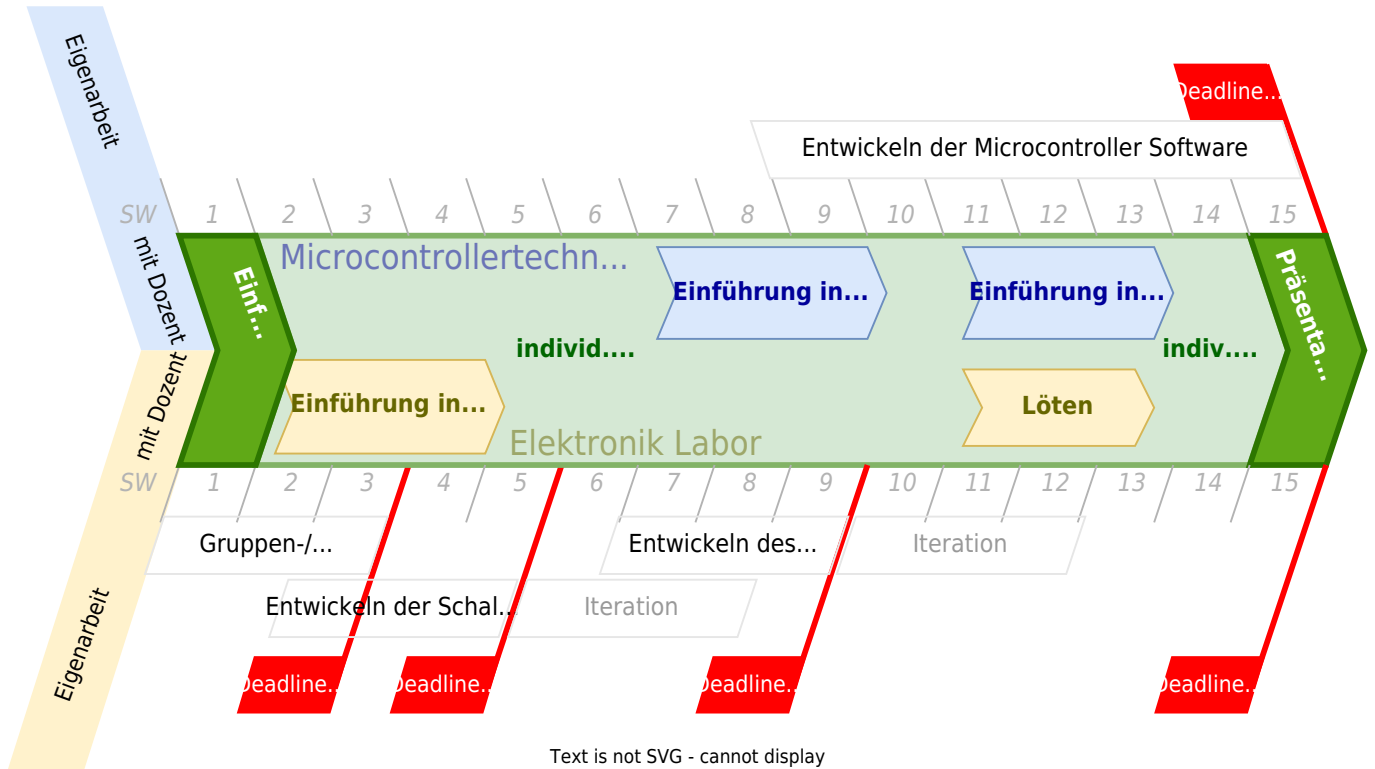 Eigenarbeit
Deadline...
Entwickeln der Microcontroller Software
SW 1 2 3 4 5 6 7 8 9 10 11 12 13 14 15
mit Dozent
Einf...
Microcontrollertechn...
Einführung in...
Einführung in...
Präsenta...
individ....
indiv....
mit Dozent
Einführung in...
Löten
Elektronik Labor
SW 1 2 3 4 5 6 7 8 9 10 11 12 13 14 15
Gruppen-/...
Entwickeln des...
Iteration
Eigenarbeit
Entwickeln der Schal...
Iteration
Deadline...
Deadline...
Deadline...
Deadline...
Text is not SVG - cannot display